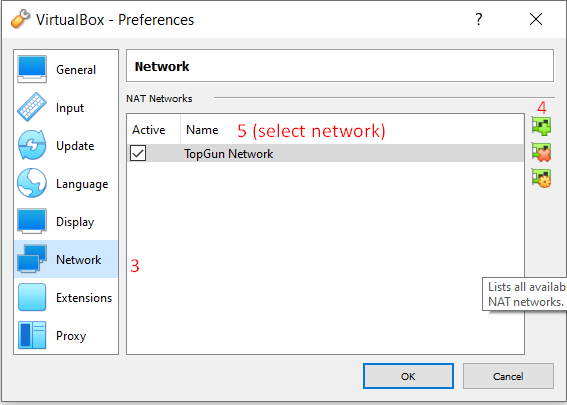 VirtualBox - Preferences
General
Input
Update
Language
Display
Network
Extensions
Proxy
Network
NAT Networks
4
Active Name 5 (select network)
TopGun Network
3
Lists all availab
NAT networks.
OK Cancel